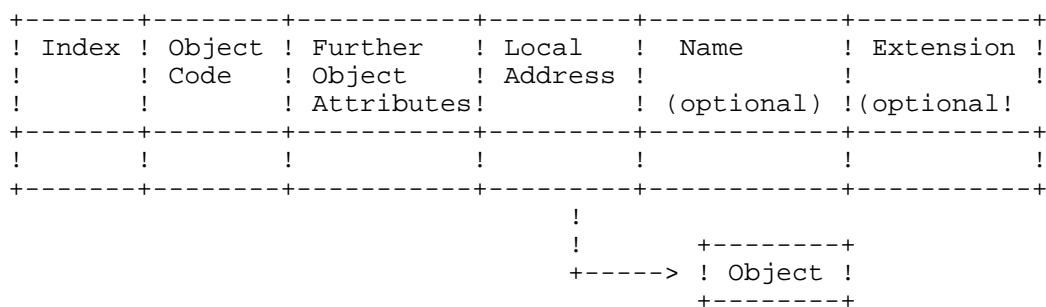 +-------+--------+-----------+---------+------------+-----------+
! Index ! Object ! Further   ! Local   !  Name      ! Extension !
!       ! Code   ! Object    ! Address !            !           !
!       !        ! Attributes!         ! (optional) !(optional!
+-------+--------+-----------+---------+------------+-----------+
!       !        !           !         !            !           !
+-------+--------+-----------+---------+------------+-----------+
                                   !
                                   !       +--------+
                                   +-----> ! Object !
                                           +--------+